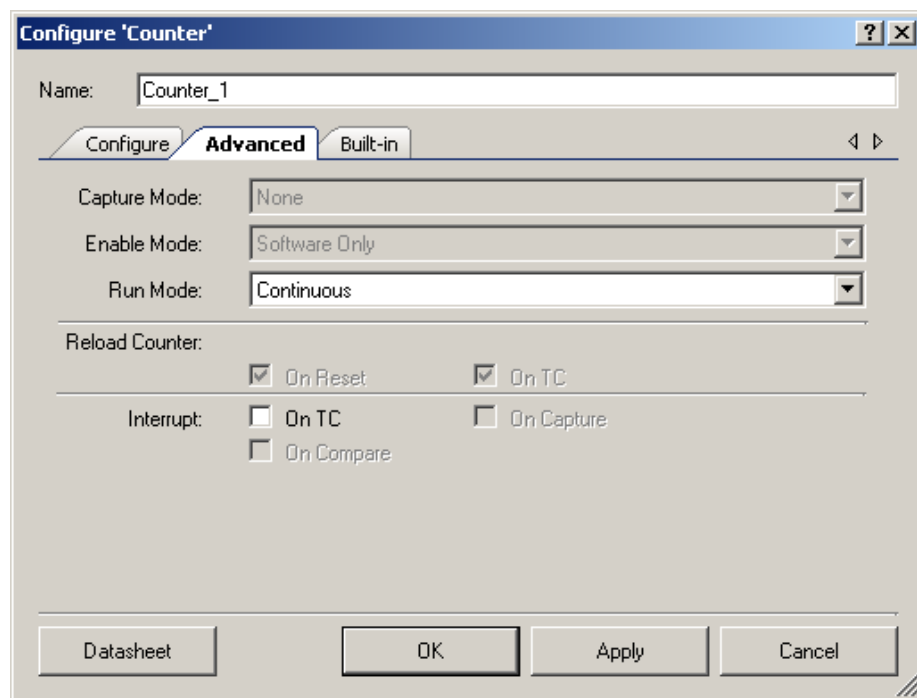 Configure 'Counter'
Name: Counter_1
Configure Advanced Built-in
Capture Mode: None
Enable Mode: Software Only
Run Mode: Continuous
Reload Counter:
On Reset On TC
Interrupt: On TC On Capture
On Compare
Datasheet OK Apply Cancel